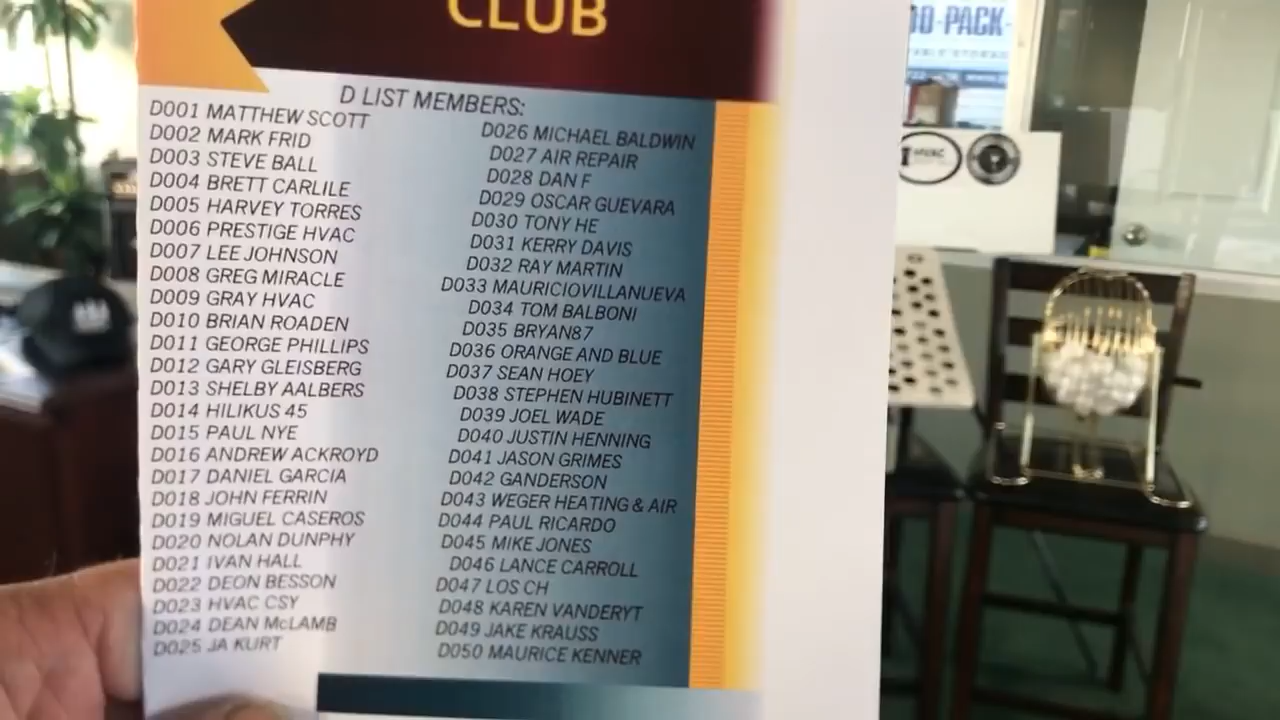 CLUB
D LIST MEMBERS:
D001 MATTHEW SCOTT
D002 MARK FRID
D003 STEVE BALL
D004 BRETT CARLILE
D005 HARVEY TORRES
D006 PRESTIGE HVAC
D007 LEE JOHNSON
D008 GREG MIRACLE
D009 GRAY HVAC
D010 BRIAN ROADEN
D011 GEORGE PHILLIPS
D012 GARY GLEISBERG
D013 SHELBY AALBERS
D014 HILIKUS 45
D015 PAUL NYE
D016 ANDREW ACKROYD
D017 DANIEL GARCIA
D018 JOHN FERRIN
D019 MIGUEL CASEROS
D020 NOLAN DUNPHY
D021 IVAN HALL
D022 DEON BESSON
D023 HVAC CSY
D024 DEAN McLAMB
D025 JA KURT
D026 MICHAEL BALDWIN
D027 AIR REPAIR
D028 DAN F
D029 OSCAR GUEVARA
D030 TONY HE
D031 KERRY DAVIS
D032 RAY MARTIN
D033 MAURICIOVILLANUEVA
D034 TOM BALBONI
D035 BRYAN87
D036 ORANGE AND BLUE
D037 SEAN HOEY
D038 STEPHEN HUBINETT
D039 JOEL WADE
D040 JUSTIN HENNING
D041 JASON GRIMES
D042 GANDERSON
D043 WEGER HEATING & AIR
D044 PAUL RICARDO
D045 MIKE JONES
D046 LANCE CARROLL
D047 LOS CH
D048 KAREN VANDERYT
D049 JAKE KRAUSS
D050 MAURICE KENNER
-PACK-
HVAC